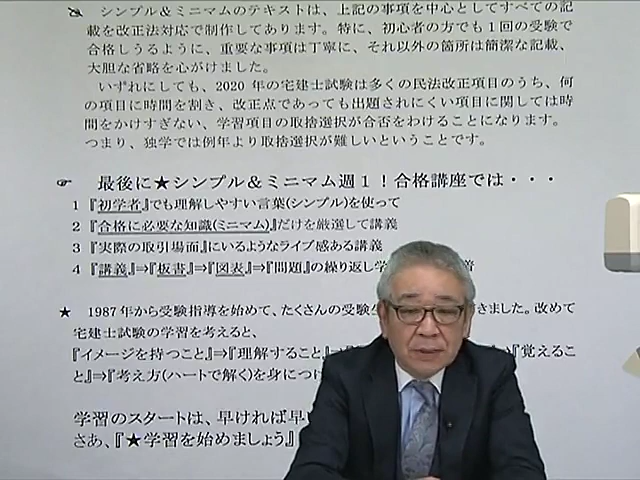 シンプル&ミニマムのテキストは、上記の事項を中心としてすべての記
載を改正法対応で制作してあります。特に、初心者の方でも1回の受験で
合格しうるように、重要な事項は丁寧に、それ以外の箇所は簡潔な記載、
大胆な省略を心がけました。
いずれにしても、2020 年の宅建士試験は多くの民法改正項目のうち、何
の項目に時間を割き、改正点であっても出題されにくい項目に関しては時
間をかけすぎない、学習項目の取捨選択が合否をわけることになります。
つまり、独学では例年より取捨選択が難しいということです。
☞ 最後に★シンプル&ミニマム週1!合格講座では・・・
1 『初学者』でも理解しやすい言葉(シンプル)を使って
2 『合格に必要な知識(ミニマム)』だけを厳選して講義
3 『実際の取引場面』にいるようなライブ感ある講義
4 『講義』⇒『板書』⇒『図表』⇒『問題』の繰り返し学
★ 1987年から受験指導を始めて、たくさんの受験生 きました。改めて
宅建士試験の学習を考えると、
『イメージを持つこと』⇒『理解すること』⇒ 』⇒『覚えるこ
と』⇒『考え方(ハートで解く)を身につけ
学習のスタートは、早ければ早い
さあ、『★学習を始めましょう』